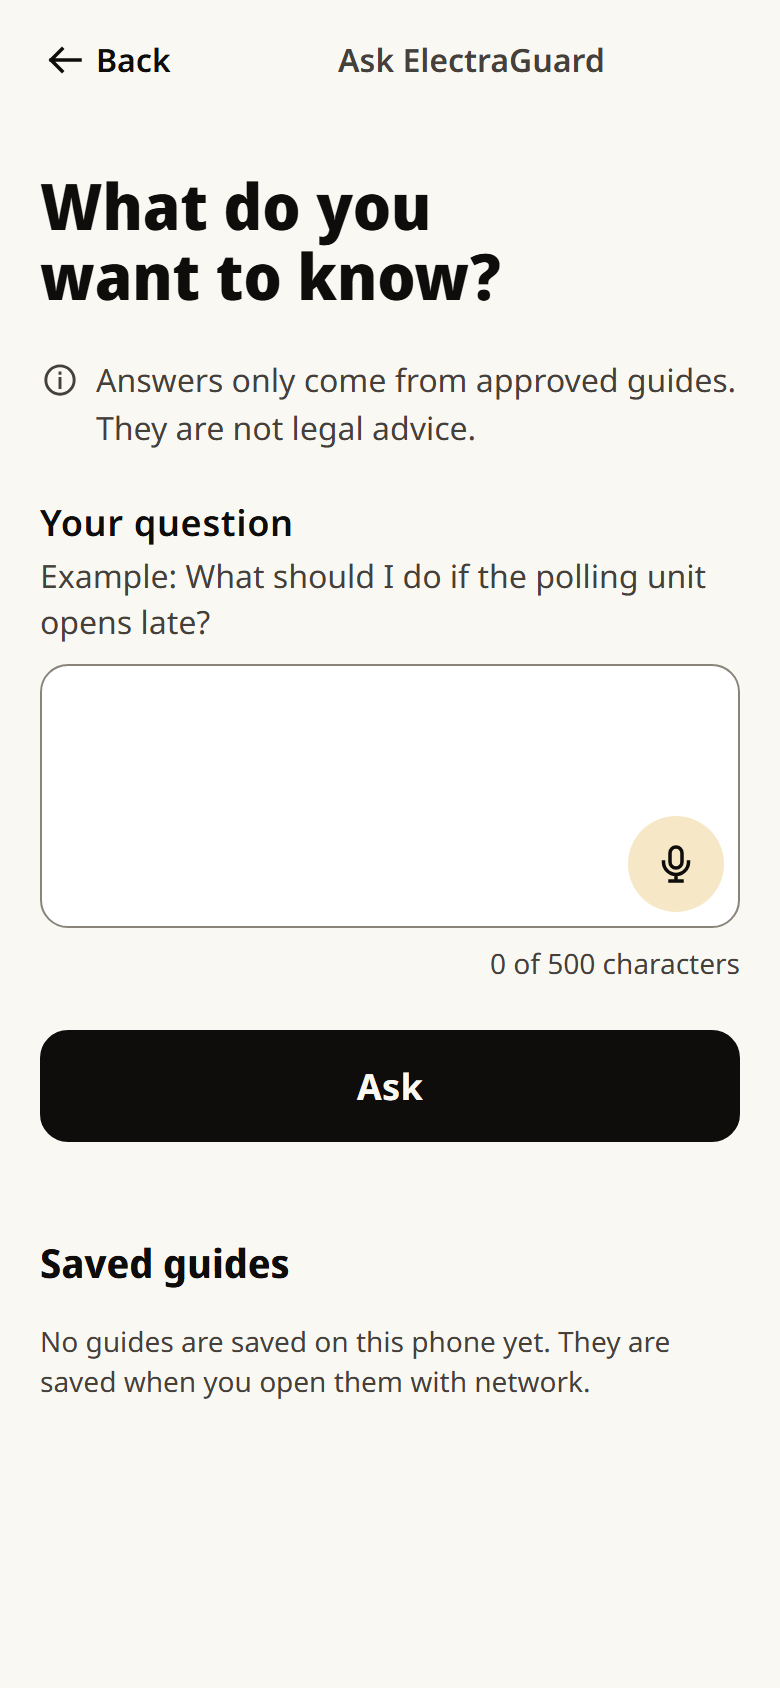 Back
Ask ElectraGuard
What do you
want to know?
Answers only come from approved guides.
They are not legal advice.
Your question
Example: What should I do if the polling unit
opens late?
0 of 500 characters
Ask
Saved guides
No guides are saved on this phone yet. They are
saved when you open them with network.